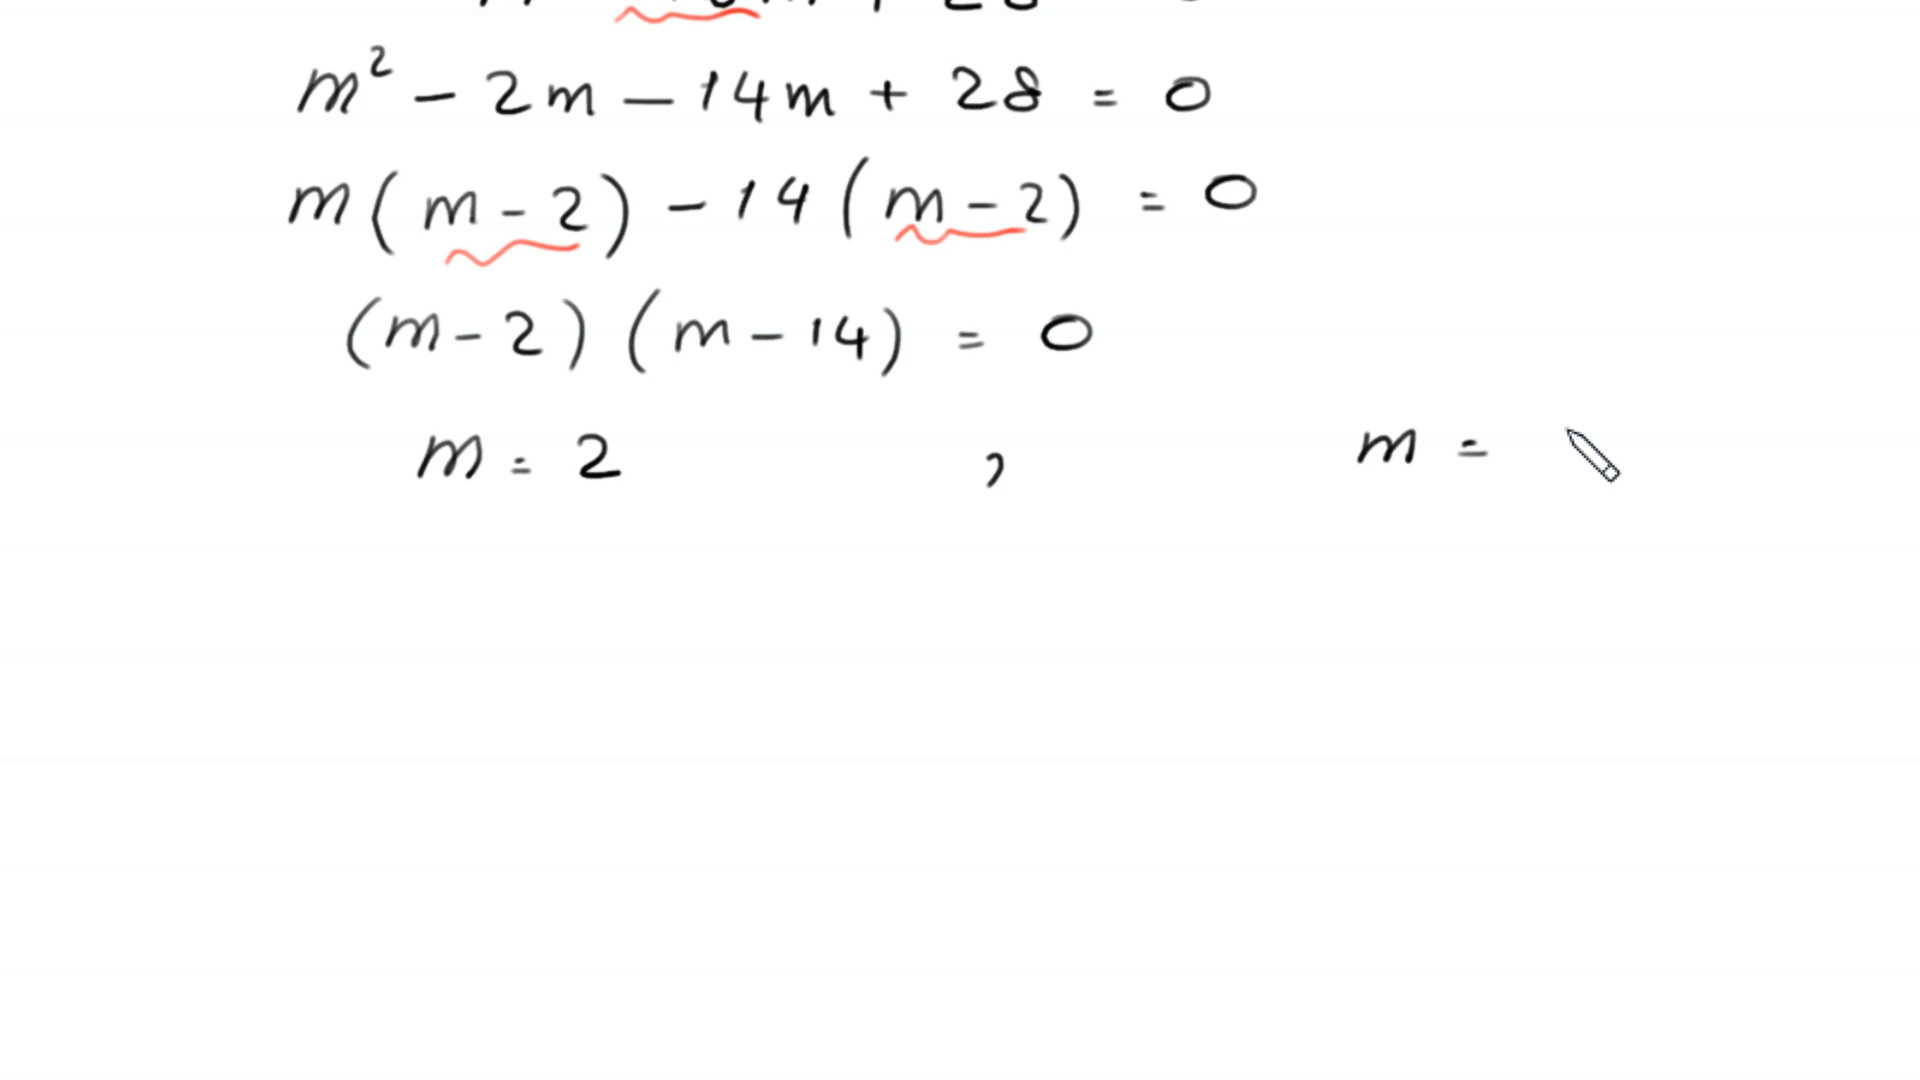 m² - 2m - 14m + 28 = 0
m(m - 2) - 14(m - 2) = 0
(m - 2)(m - 14) = 0
m = 2 , m =